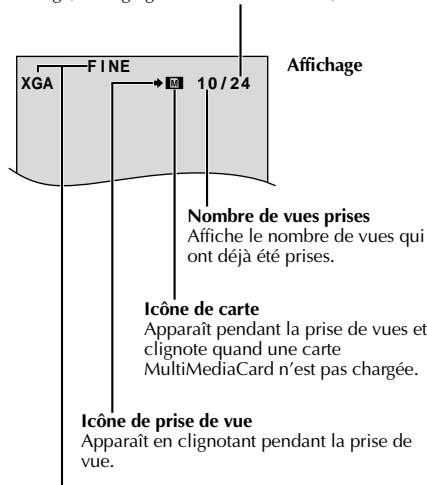 FINE
Affichage
XGA
10/24
Nombre de vues prises
Affiche le nombre de vues qui
ont déjà été prises.
Icône de carte
Apparaît pendant la prise de vues et
clignote quand une carte
MultiMediaCard n’est pas chargée.
Icône de prise de vue
Apparaît en clignotant pendant la prise de
vue.